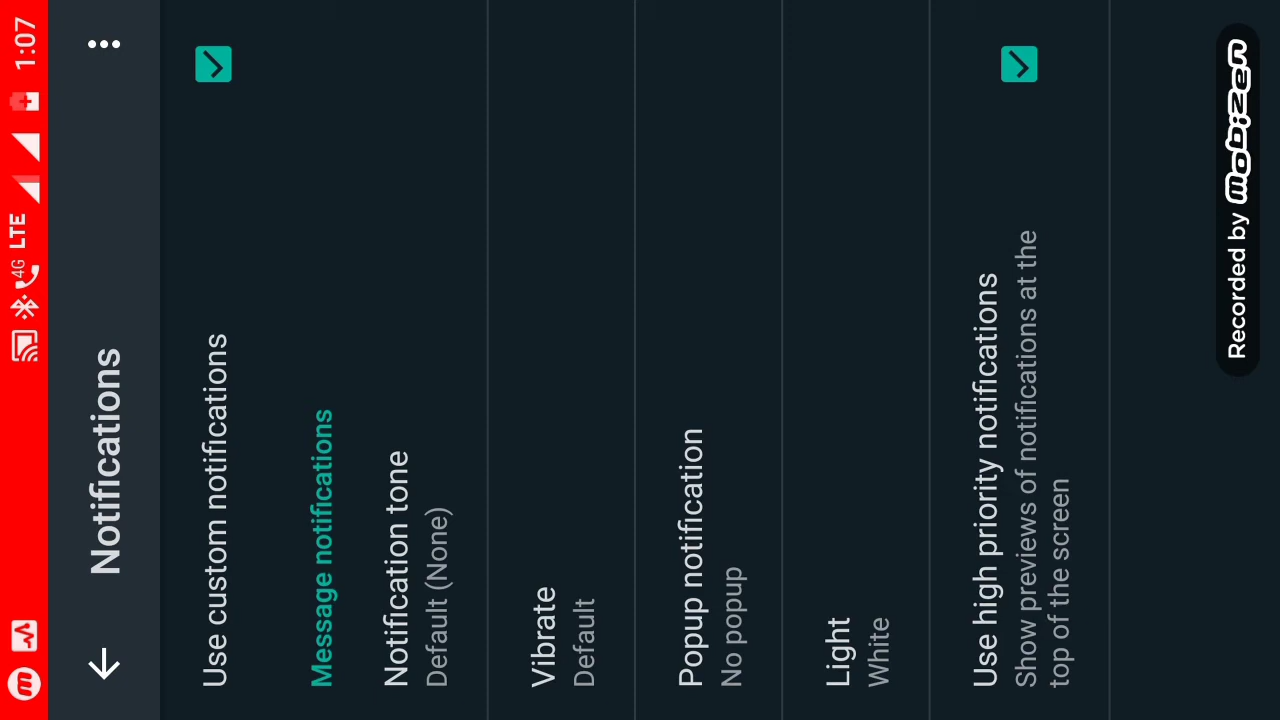 4G LTE 1:07
Notifications
Use custom notifications
Message notifications
Notification tone
Default (None)
Vibrate
Default
Popup notification
No popup
Light
White
Use high priority notifications
Show previews of notifications at the
top of the screen
Recorded by mobizen